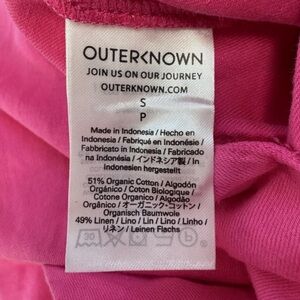 OUTERKNOWN
JOIN US ON OUR JOURNEY
OUTERKNOWN.COM
S
P
Made in Indonesia / Hecho en
Indonesia / Fabriqué en Indonésie /
Fabbricato in Indonesia / Fabricado
na Indonésia / インドネシア製 / In
Indonesien hergestellt
51% Organic Cotton / Algodón
Orgánico / Coton Biologique /
Cotone Organico / Algodão
Orgânico / オーガニック・コットン /
Organisch Baumwole
49% Linen / Lino / Lin / Lino / Linho /
リネン / Leinen Flachs
30